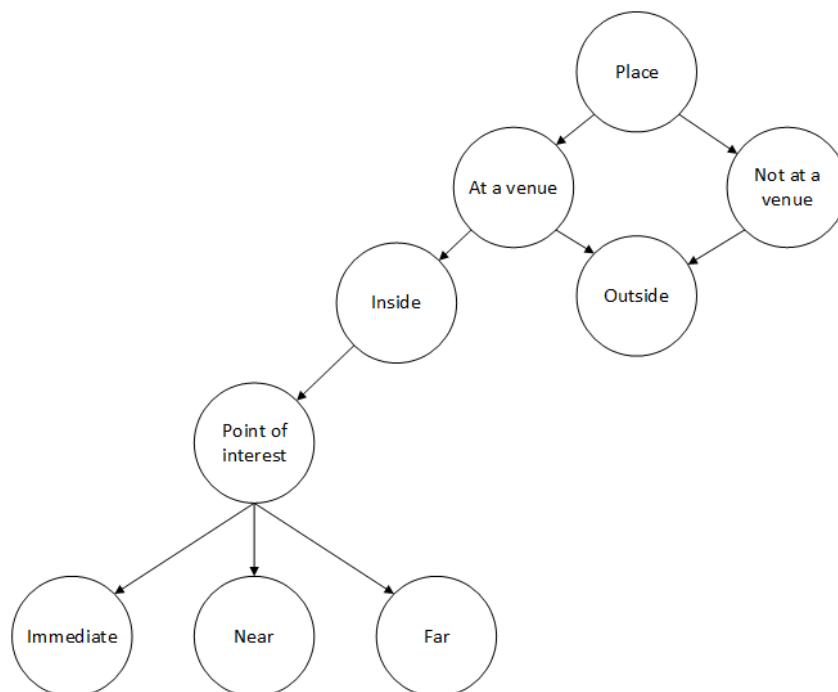 Place
At a venue
Not at a
venue
Inside
Outside
Point of
interest
Immediate
Near
Far